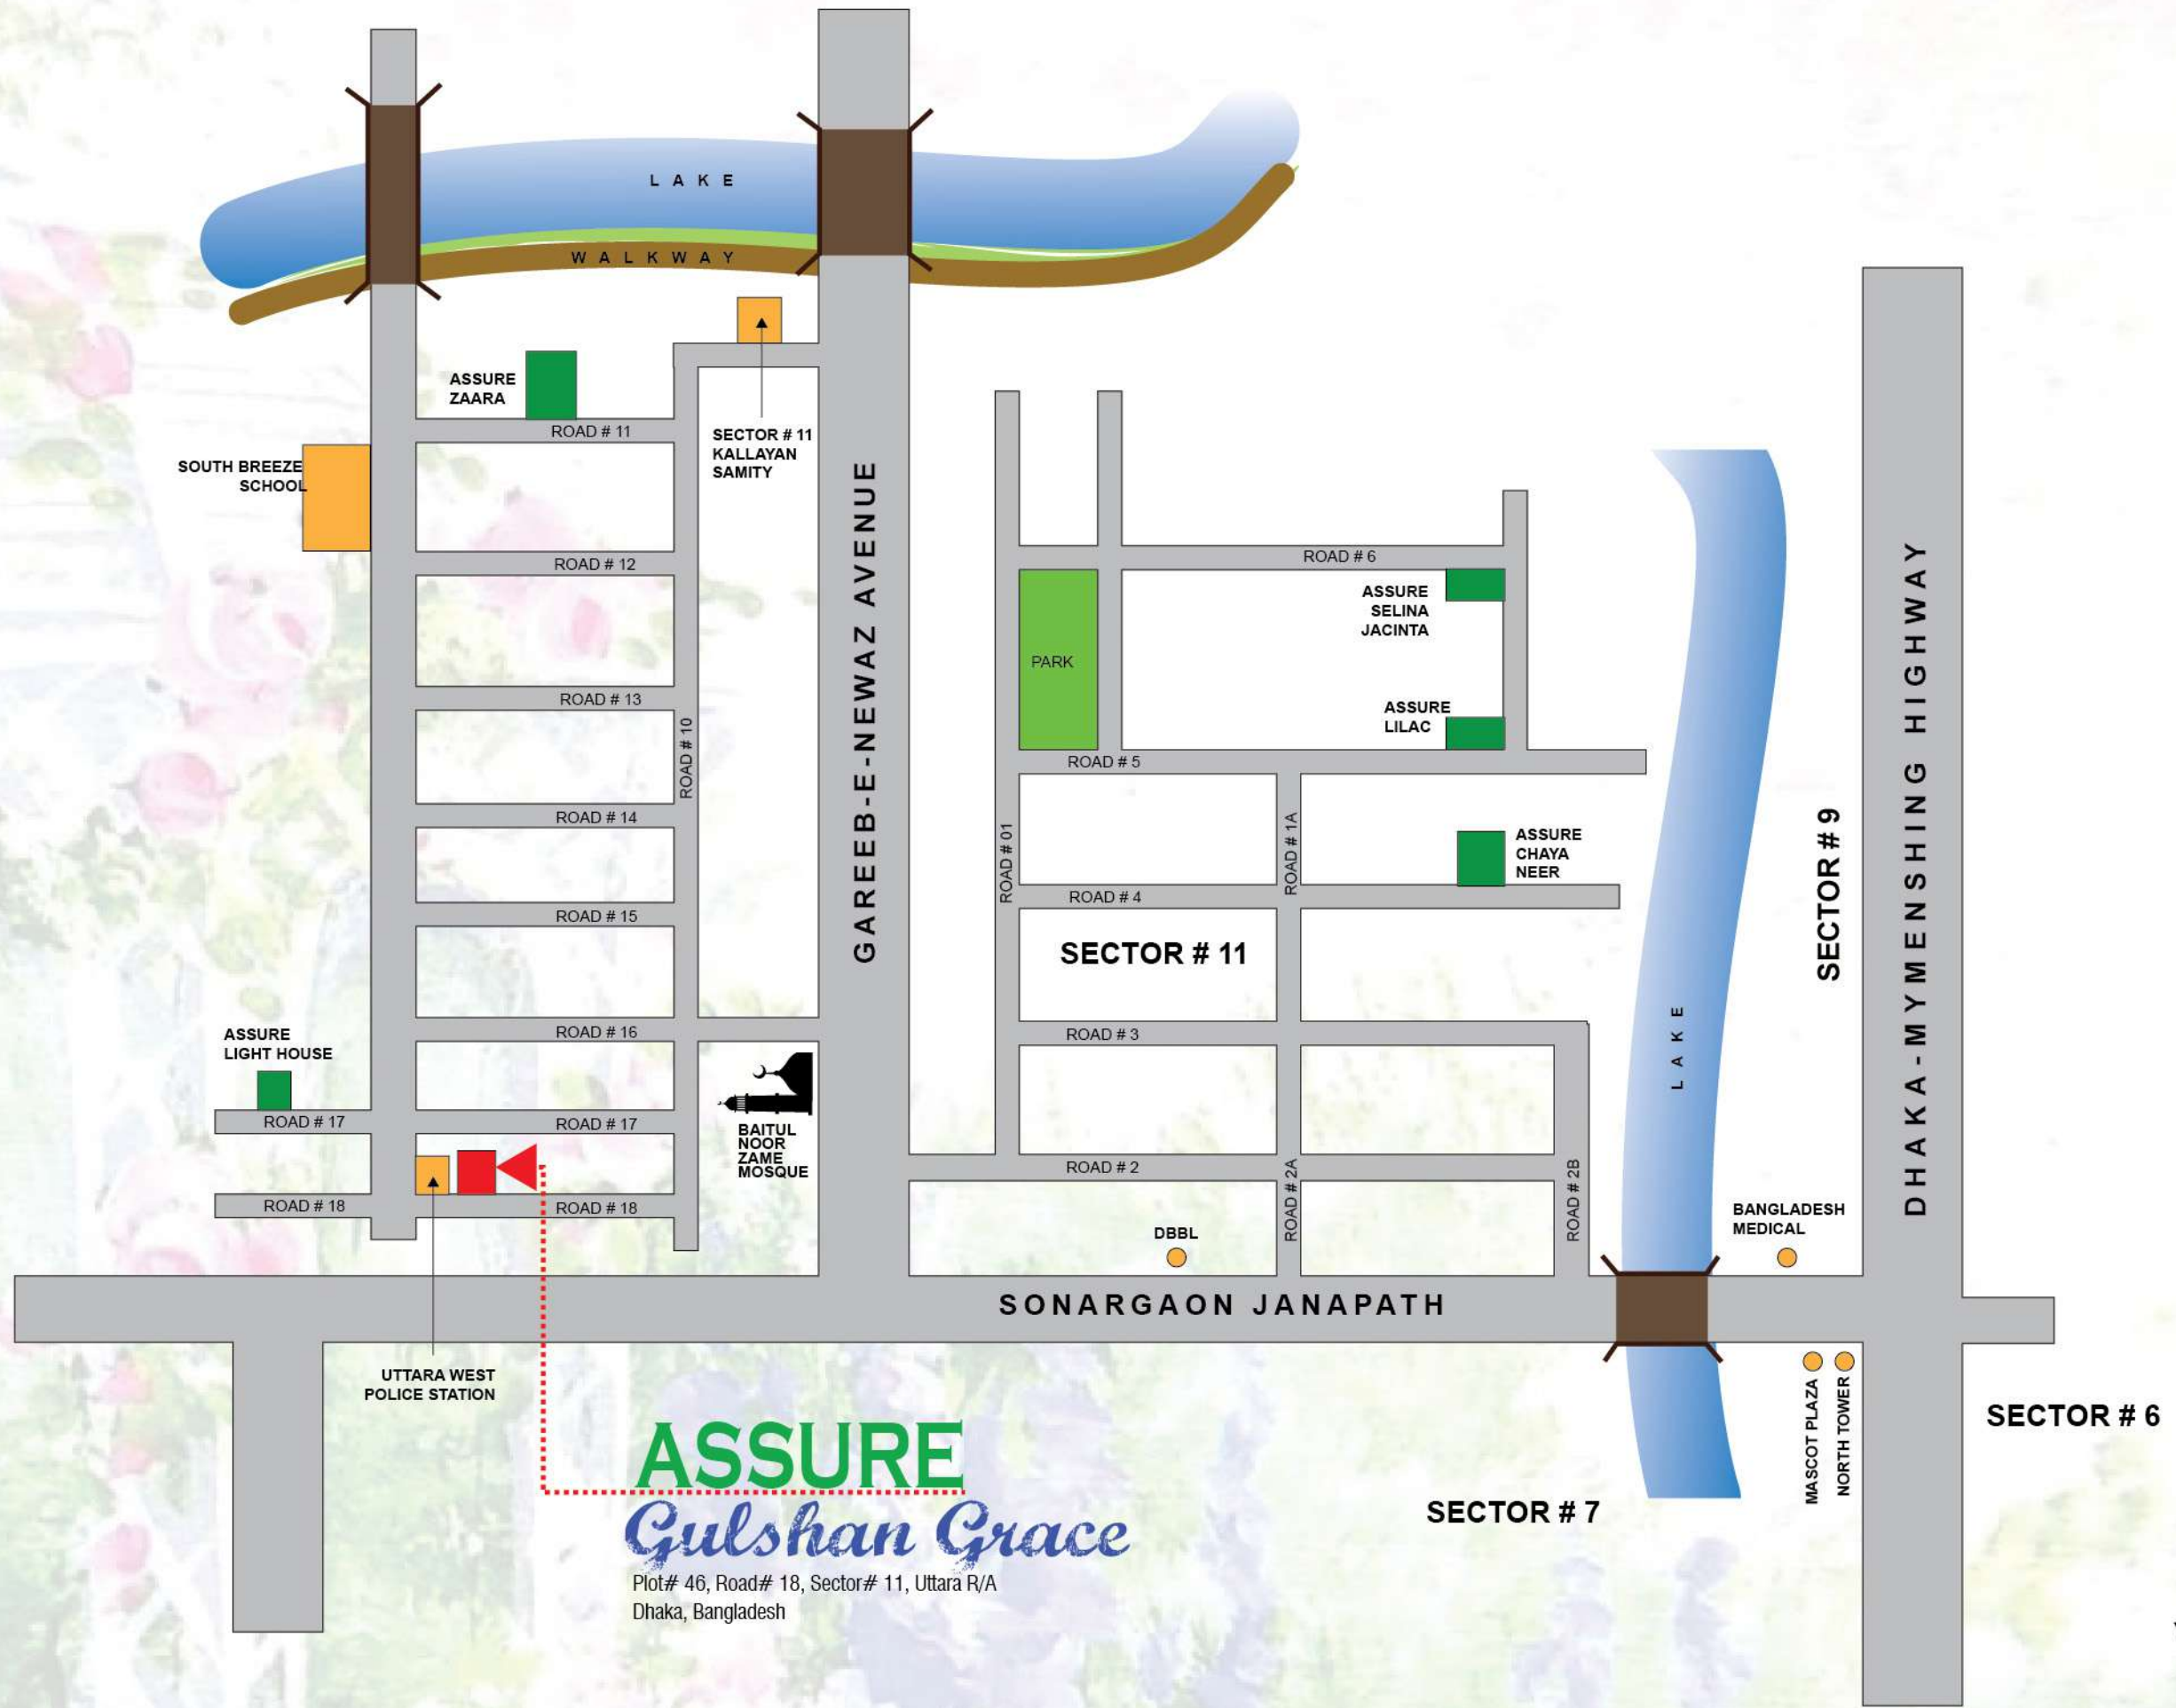 LAKE
WALKWAY
ASSURE
ZAARA
ROAD # 11
SECTOR # 11
KALLAYAN
SAMITY
SOUTH BREEZE
SCHOOL
ROAD # 12
ROAD # 13
ROAD # 10
ROAD # 14
ROAD # 15
ROAD # 16
ASSURE
LIGHT HOUSE
ROAD # 17
ROAD # 17
ROAD # 18
ROAD # 18
BAITUL
NOOR
ZAME
MOSQUE
GAREEB-E-NEWAZ AVENUE
ROAD # 6
ASSURE
SELINA
JACINTA
PARK
ASSURE
LILAC
ROAD # 5
ROAD # 01
ROAD # 1A
ASSURE
CHAYA
NEER
ROAD # 4
SECTOR # 11
ROAD # 3
ROAD # 2
ROAD # 2A
ROAD # 2B
DBBL
LAKE
SECTOR # 9
DHAKA-MYMENSHING HIGHWAY
BANGLADESH
MEDICAL
SONARGAON JANAPATH
UTTARA WEST
POLICE STATION
MASCOT PLAZA
NORTH TOWER
SECTOR # 6
SECTOR # 7
ASSURE
Gulshan Grace
Plot# 46, Road# 18, Sector# 11, Uttara R/A
Dhaka, Bangladesh